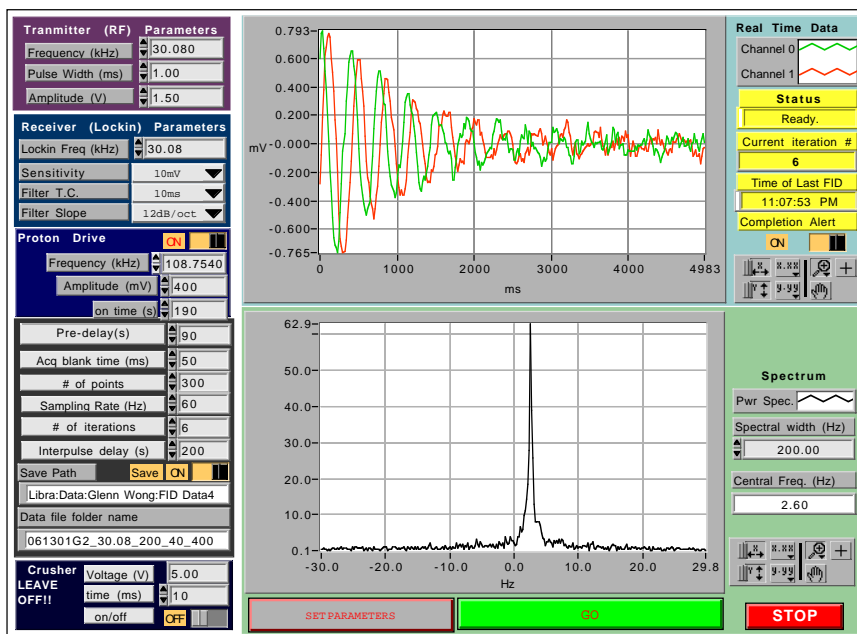 Tranmitter (RF) Parameters
Frequency (kHz) 30.080
Pulse Width (ms) 1.00
Amplitude (V) 1.50
Receiver (Lockin) Parameters
Lockin Freq (kHz) 30.08
Sensitivity 10mV
Filter T.C. 10ms
Filter Slope 12dB/oct
Proton Drive ON
Frequency (kHz) 108.7540
Amplitude (mV) 400
on time (s) 190
Pre-delay(s) 90
Acq blank time (ms) 50
# of points 300
Sampling Rate (Hz) 60
# of iterations 6
Interpulse delay (s) 200
Save Path Save ON
Libra:Data:Glenn Wong:FID Data4
Data file folder name
061301G2_30.08_200_40_400
Crusher LEAVE OFF!!
Voltage (V) 5.00
time (ms) 10
on/off OFF
0.793
0.600
0.400
0.200
mV -0.000
-0.200
-0.400
-0.600
-0.765
0 1000 2000 3000 4000 4983
ms
62.9
50.0
40.0
30.0
20.0
10.0
0.1
-30.0 -20.0 -10.0 0.0 10.0 20.0 29.8
Hz
SET PARAMETERS GO STOP
Real Time Data
Channel 0
Channel 1
Status
Ready.
Current iteration #
6
Time of Last FID
11:07:53 PM
Completion Alert
ON
X x.xx
Y y.yy
Spectrum
Pwr Spec.
Spectral width (Hz)
200.00
Central Freq. (Hz)
2.60
X x.xx
Y y.yy